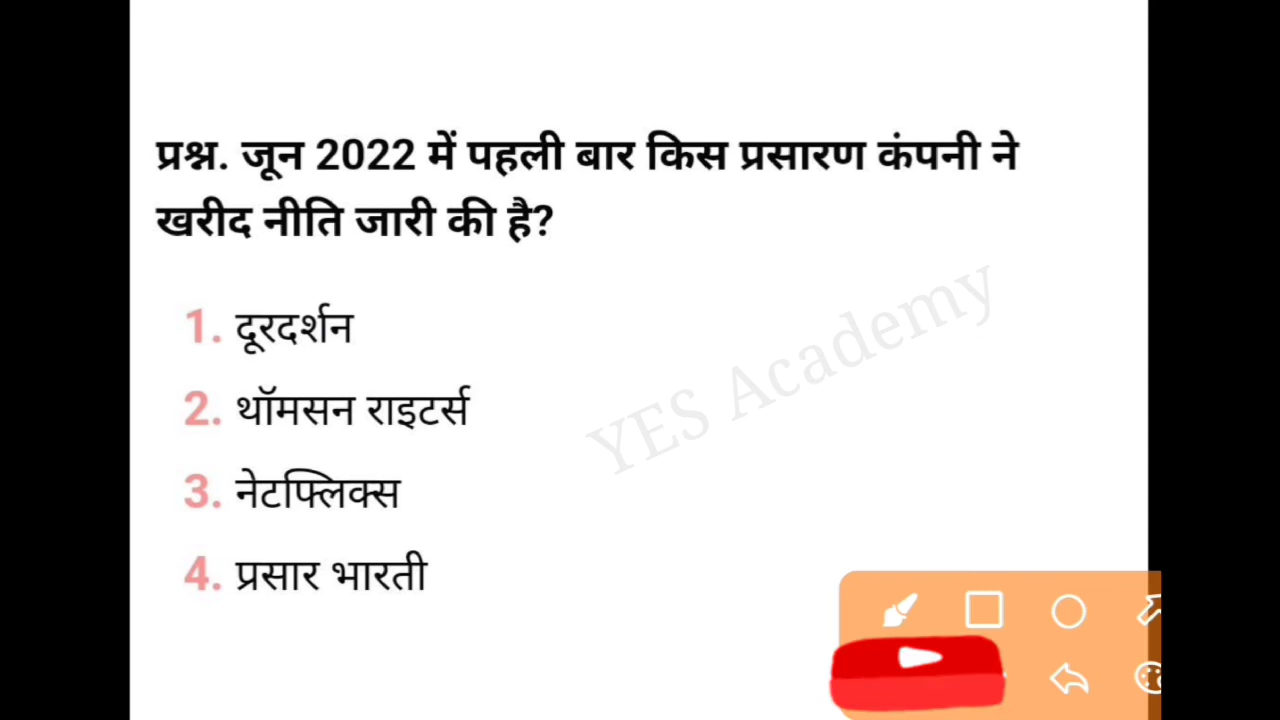 प्रश्न. जून 2022 में पहली बार किस प्रसारण कंपनी ने
खरीद नीति जारी की है?
1. दूरदर्शन
2. थॉमसन राइटर्स
3. नेटफ्लिक्स
4. प्रसार भारती
YES Academy